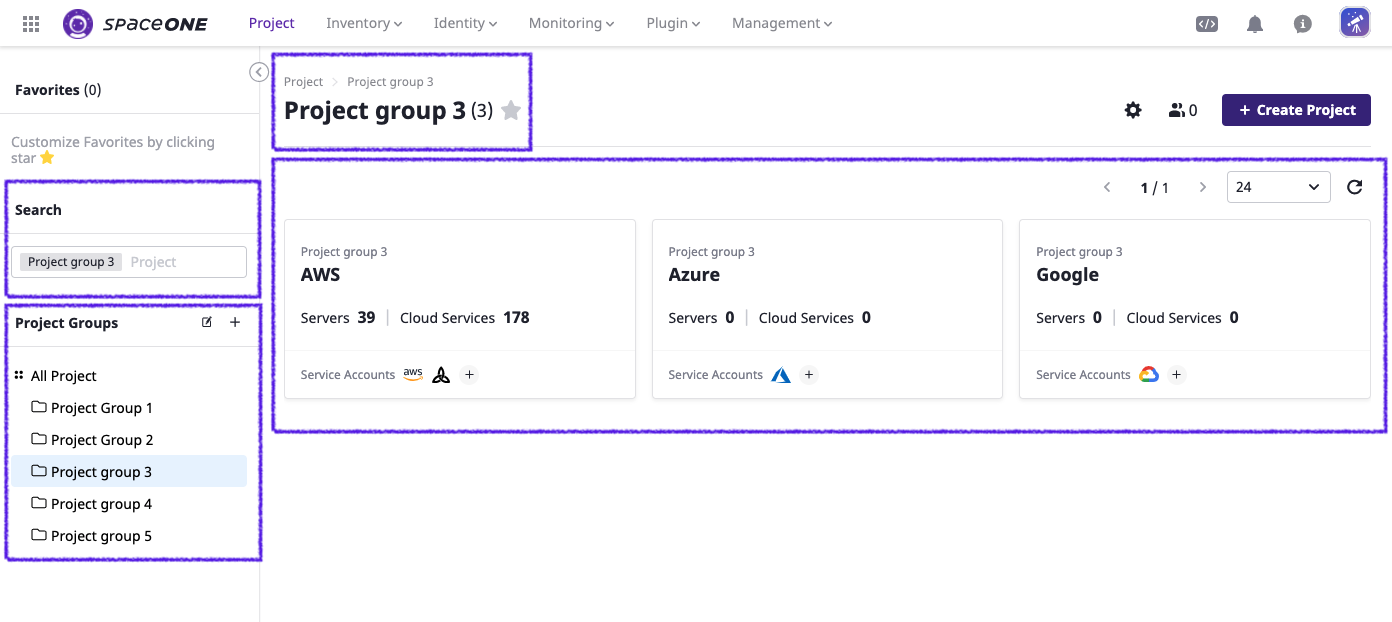 SPACEONE Project Inventory Identity Monitoring Plugin Management
Favorites (0)
Customize Favorites by clicking
star
Search
Project group 3 Project
Project Groups
All Project
Project Group 1
Project Group 2
Project group 3
Project group 4
Project group 5
Project > Project group 3
Project group 3 (3)
0
+ Create Project
1 / 1
24
Project group 3
AWS
Servers 39 | Cloud Services 178
Service Accounts aws +
Project group 3
Azure
Servers 0 | Cloud Services 0
Service Accounts +
Project group 3
Google
Servers 0 | Cloud Services 0
Service Accounts +